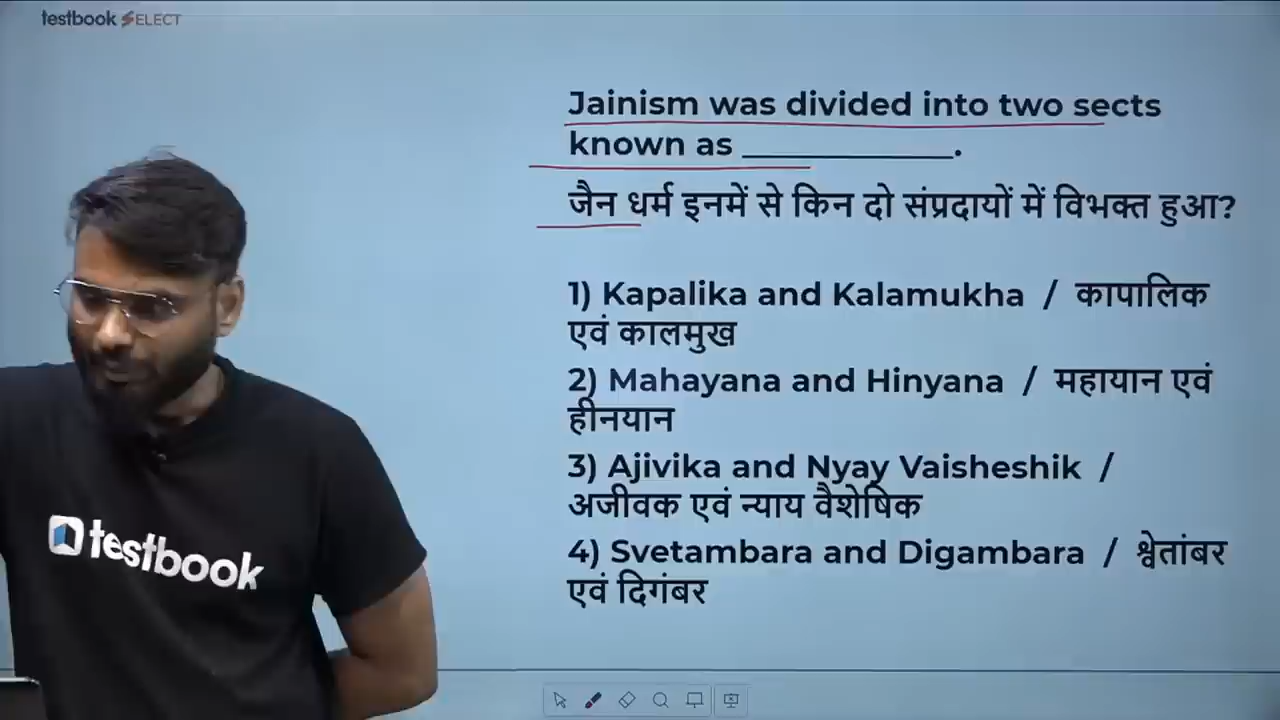 testbook SELECT
Jainism was divided into two sects
known as ____________.
जैन धर्म इनमें से किन दो संप्रदायों में विभक्त हुआ?
1) Kapalika and Kalamukha / कापालिक
एवं कालमुख
2) Mahayana and Hinyana / महायान एवं
हीनयान
3) Ajivika and Nyay Vaisheshik /
अजीवक एवं न्याय वैशेषिक
4) Svetambara and Digambara / श्वेतांबर
एवं दिगंबर
testbook